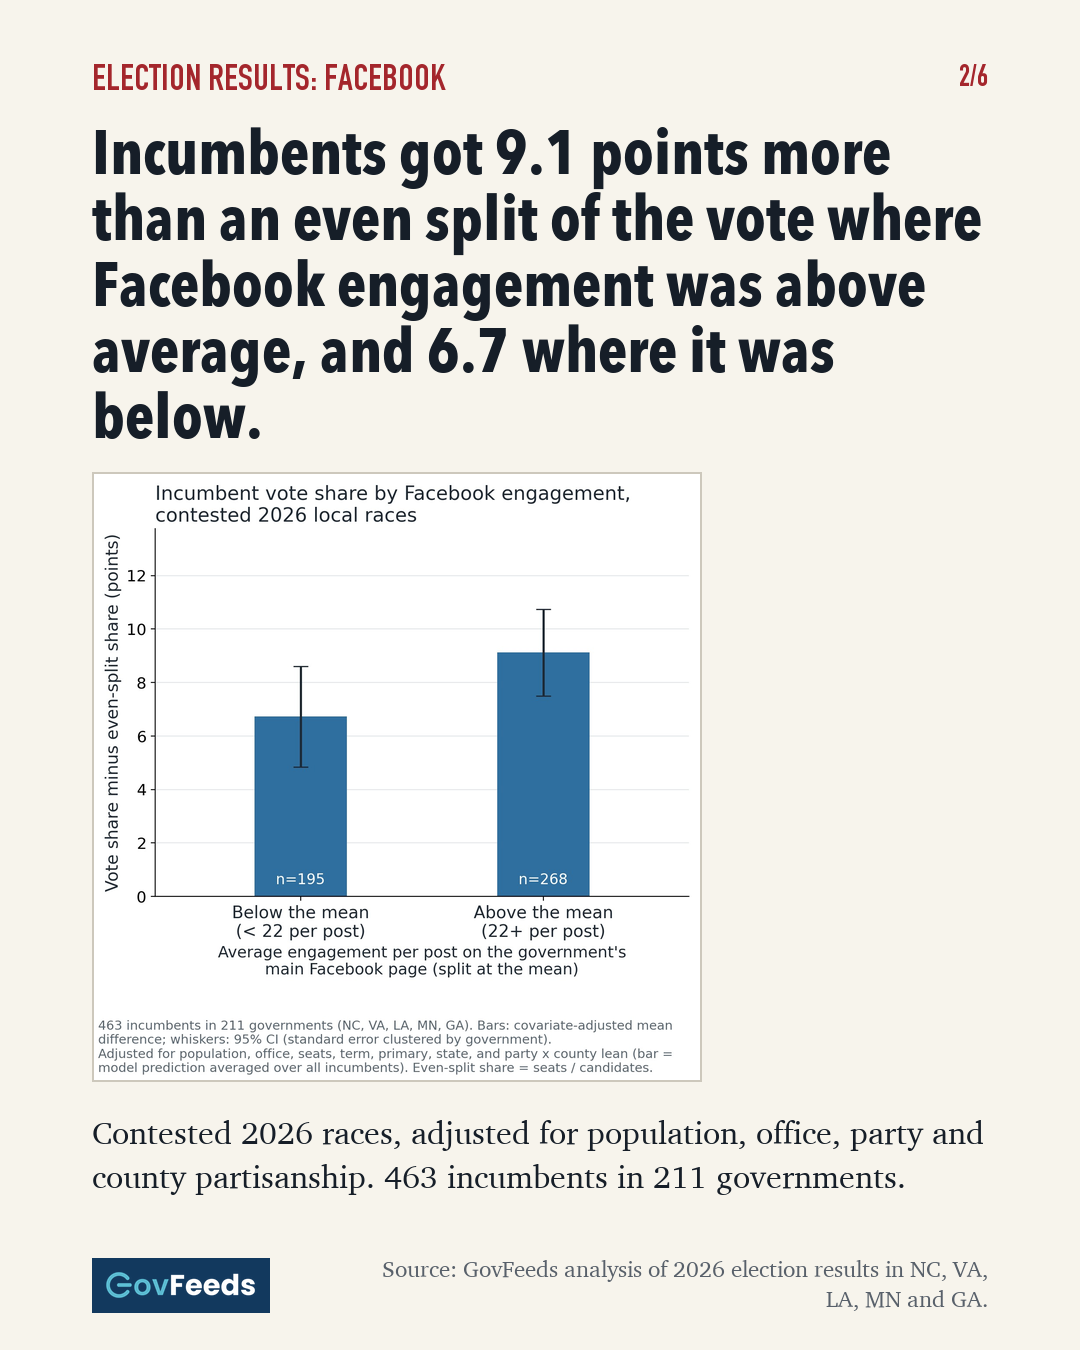 ELECTION RESULTS: FACEBOOK
2/6
Incumbents got 9.1 points more
than an even split of the vote where
Facebook engagement was above
average, and 6.7 where it was
below.
Incumbent vote share by Facebook engagement,
contested 2026 local races
Vote share minus even-split share (points)
12
10
8
6
4
2
0
n=195
n=268
Below the mean
(< 22 per post)
Above the mean
(22+ per post)
Average engagement per post on the government's
main Facebook page (split at the mean)
463 incumbents in 211 governments (NC, VA, LA, MN, GA). Bars: covariate-adjusted mean
difference; whiskers: 95% CI (standard error clustered by government).
Adjusted for population, office, seats, term, primary, state, and party x county lean (bar =
model prediction averaged over all incumbents). Even-split share = seats / candidates.
Contested 2026 races, adjusted for population, office, party and
county partisanship. 463 incumbents in 211 governments.
GovFeeds
Source: GovFeeds analysis of 2026 election results in NC, VA,
LA, MN and GA.